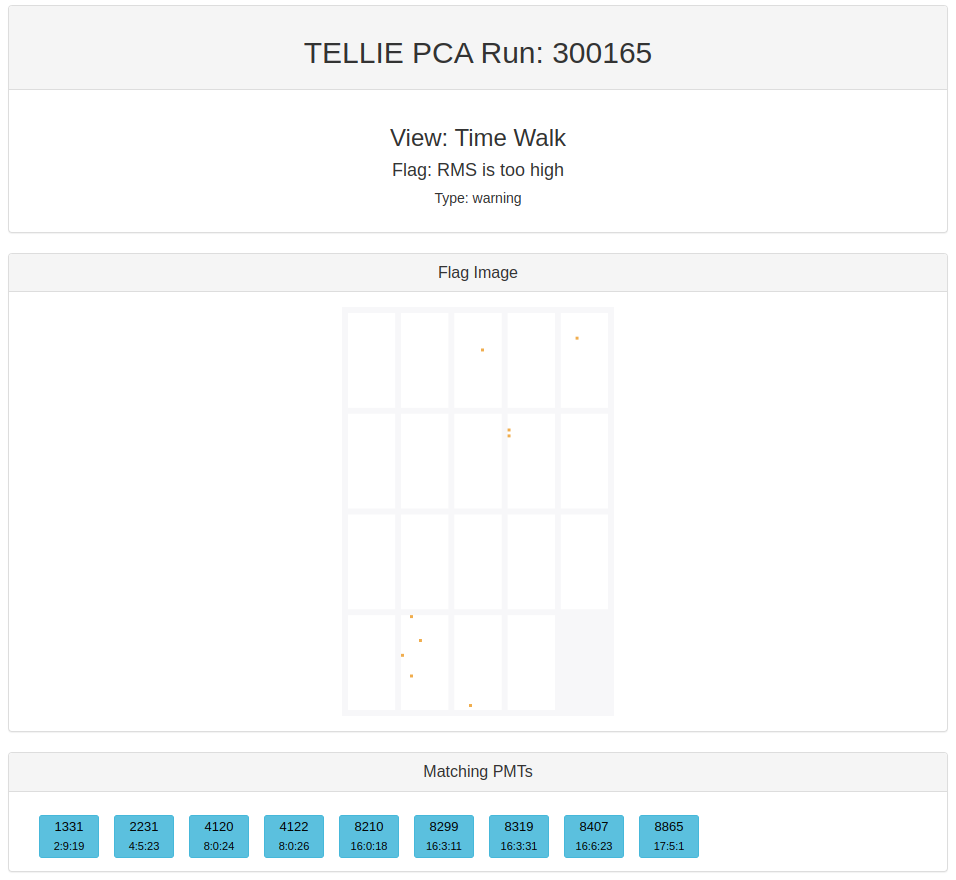 TELLIE PCA Run: 300165
View: Time Walk
Flag: RMS is too high
Type: warning
Flag Image
Matching PMTs
1331 2231 4120 4122 8210 8299 8319 8407 8865
2:9:19 4:5:23 8:0:24 8:0:26 16:0:18 16:3:11 16:3:31 16:6:23 17:5:1